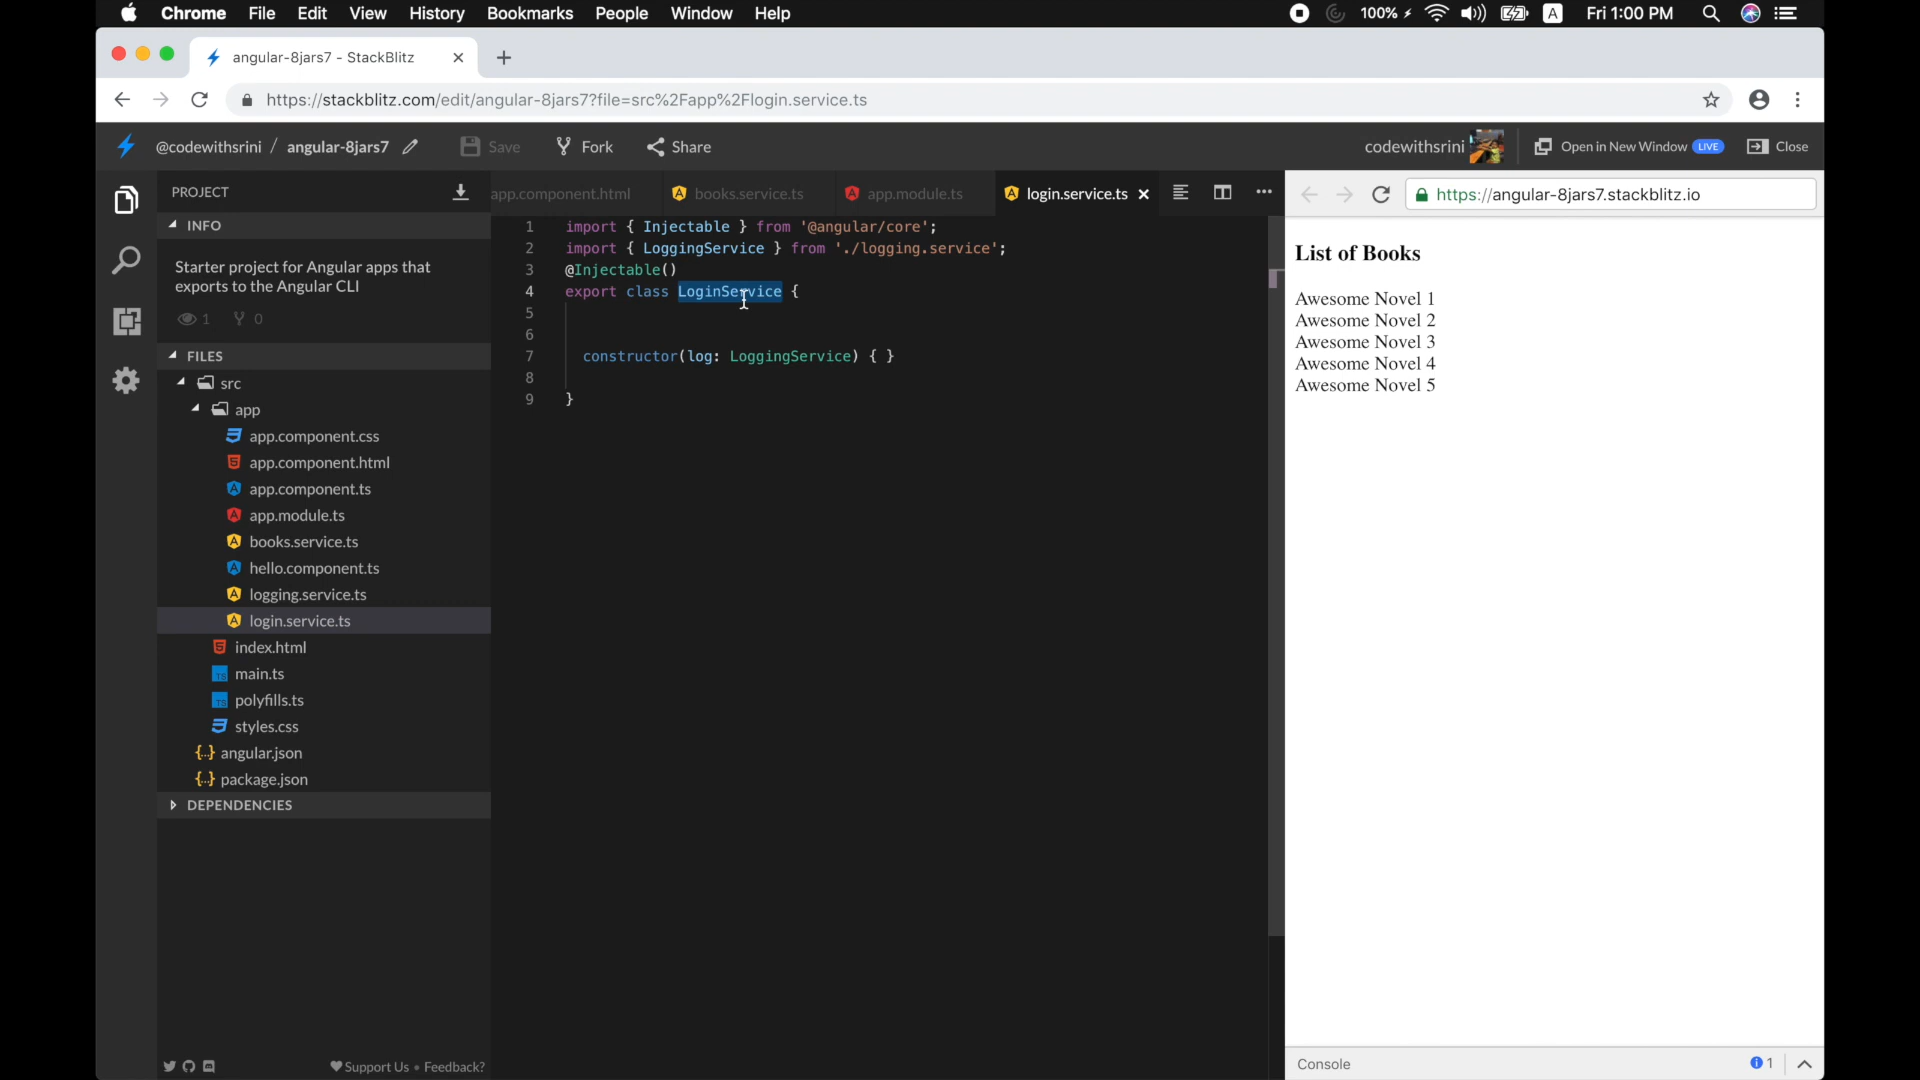 Chrome File Edit View History Bookmarks People Window Help 100% A Fri 1:00 PM
angular-8jars7 - StackBlitz
https://stackblitz.com/edit/angular-8jars7?file=src%2Fapp%2Flogin.service.ts
@codewithsrini / angular-8jars7 Save Fork Share codewithsrini Open in New Window LIVE Close
PROJECT
app.component.html books.service.ts app.module.ts login.service.ts
https://angular-8jars7.stackblitz.io
INFO
Starter project for Angular apps that
exports to the Angular CLI
1 0
FILES
src
app
app.component.css
app.component.html
app.component.ts
app.module.ts
books.service.ts
hello.component.ts
logging.service.ts
login.service.ts
index.html
main.ts
polyfills.ts
styles.css
angular.json
package.json
DEPENDENCIES
Support Us • Feedback?
1 import { Injectable } from '@angular/core';
2 import { LoggingService } from './logging.service';
3 @Injectable()
4 export class LoginService {
5
6
7 constructor(log: LoggingService) { }
8
9 }
List of Books
Awesome Novel 1
Awesome Novel 2
Awesome Novel 3
Awesome Novel 4
Awesome Novel 5
Console 1